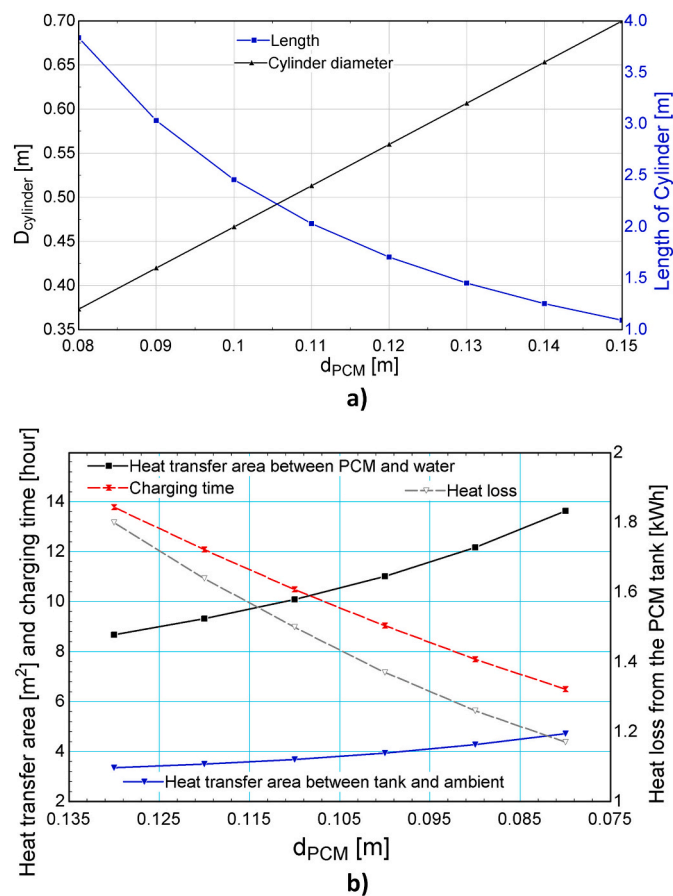 0.70
0.65
0.60
0.55
0.50
0.45
0.40
0.35
D_cylinder [m]
Length
Cylinder diameter
4.0
3.5
3.0
2.5
2.0
1.5
1.0
Length of Cylinder [m]
0.08 0.09 0.1 0.11 0.12 0.13 0.14 0.15
d_PCM [m]
a)
Heat transfer area [m²] and charging time [hour]
14
12
10
8
6
4
2
Heat transfer area between PCM and water
Charging time
Heat loss
Heat transfer area between tank and ambient
2
1.8
1.6
1.4
1.2
1
Heat loss from the PCM tank [kWh]
0.135 0.125 0.115 0.105 0.095 0.085 0.075
d_PCM [m]
b)